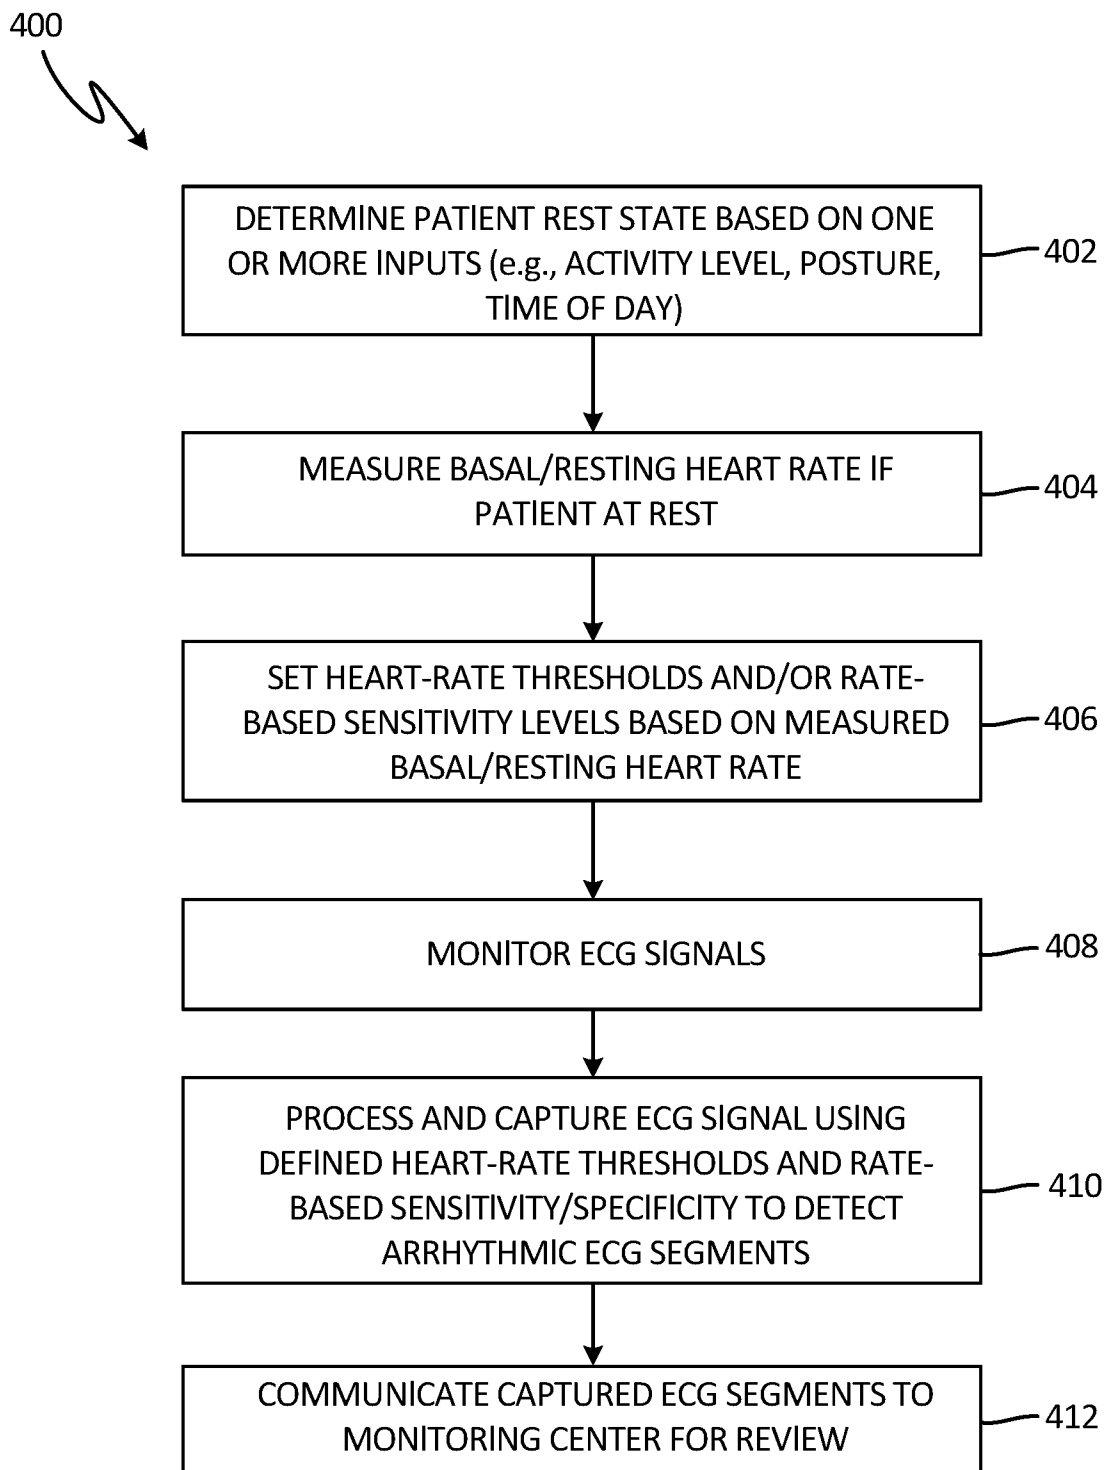 400
DETERMINE PATIENT REST STATE BASED ON ONE
OR MORE INPUTS (e.g., ACTIVITY LEVEL, POSTURE,
TIME OF DAY)
402
MEASURE BASAL/RESTING HEART RATE IF
PATIENT AT REST
404
SET HEART-RATE THRESHOLDS AND/OR RATE-
BASED SENSITIVITY LEVELS BASED ON MEASURED
BASAL/RESTING HEART RATE
406
MONITOR ECG SIGNALS
408
PROCESS AND CAPTURE ECG SIGNAL USING
DEFINED HEART-RATE THRESHOLDS AND RATE-
BASED SENSITIVITY/SPECIFICITY TO DETECT
ARRHYTHMIC ECG SEGMENTS
410
COMMUNICATE CAPTURED ECG SEGMENTS TO
MONITORING CENTER FOR REVIEW
412